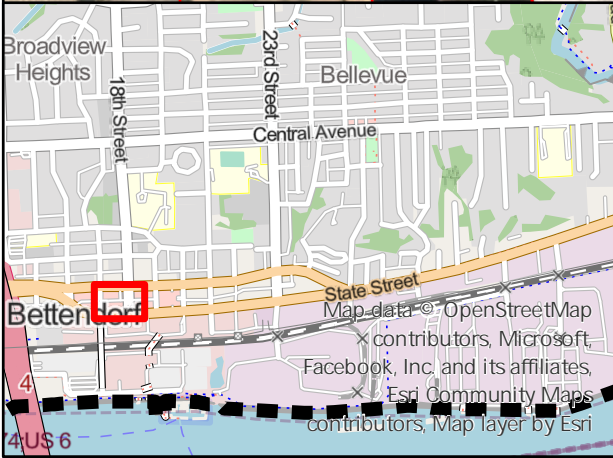 Broadview
Heights
18th Street
23rd Street
Bellevue
Central Avenue
State Street
Bettendorf
Map data © OpenStreetMap
contributors, Microsoft,
Facebook, Inc. and its affiliates,
Esri Community Maps
contributors, Map layer by Esri
4
74:US 6